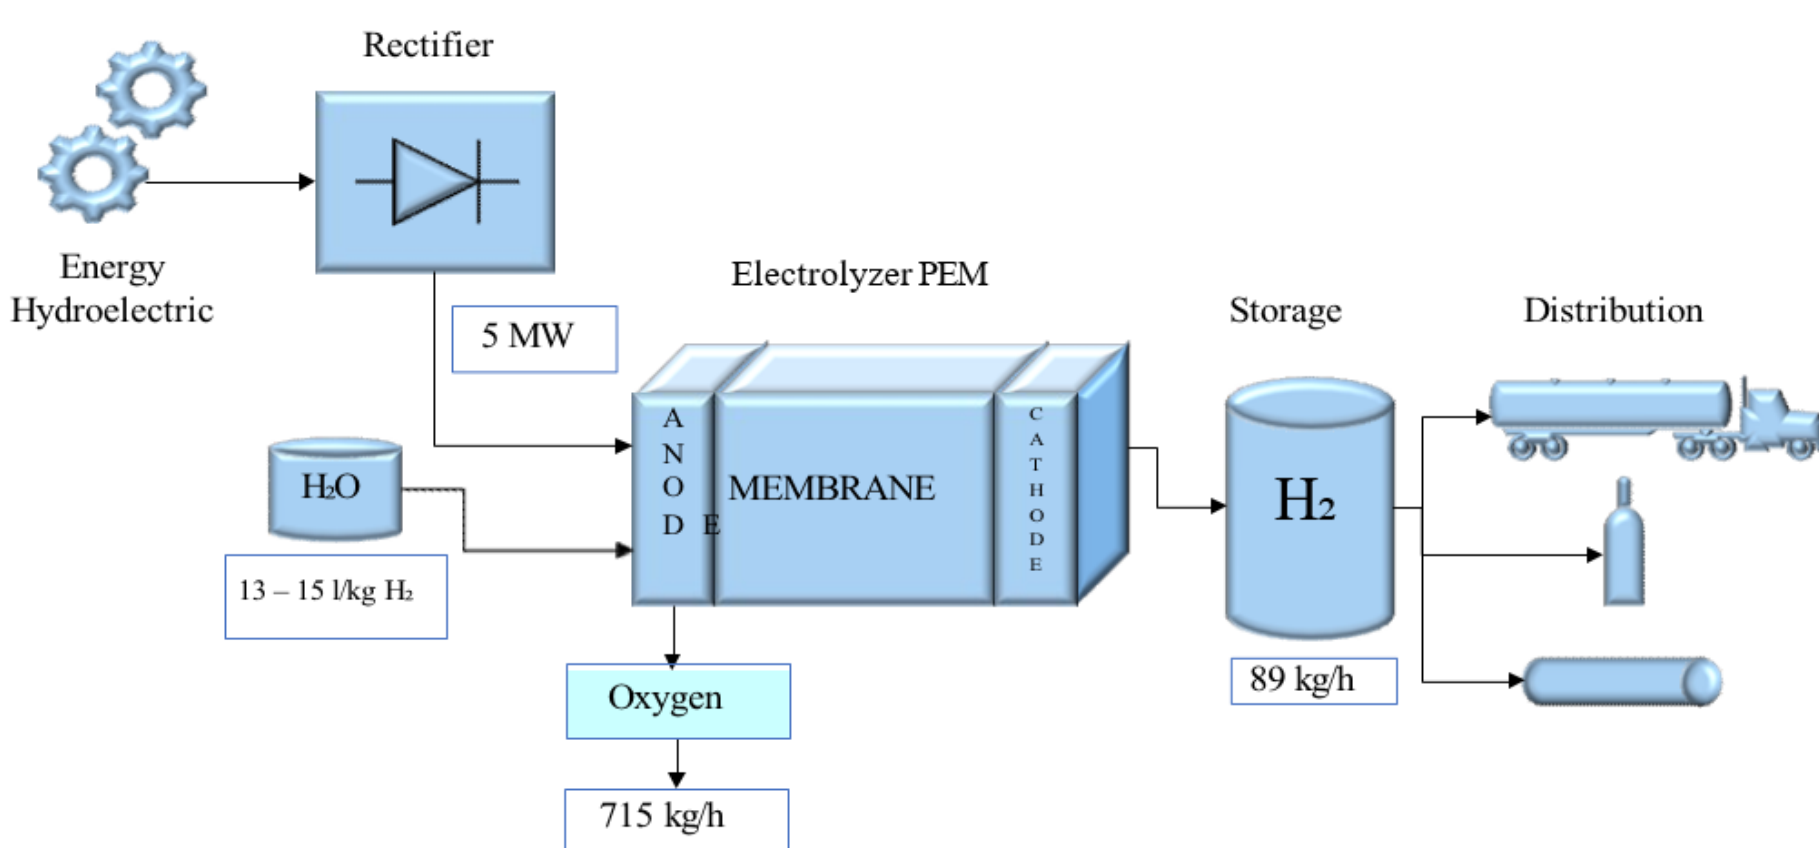 Rectifier
Energy
Hydroelectric
5 MW
Electrolyzer PEM
Storage
Distribution
H₂O
13 – 15 l/kg H₂
A
N
O
D E
MEMBRANE
C
A
T
H
O
D
E
H₂
89 kg/h
Oxygen
715 kg/h